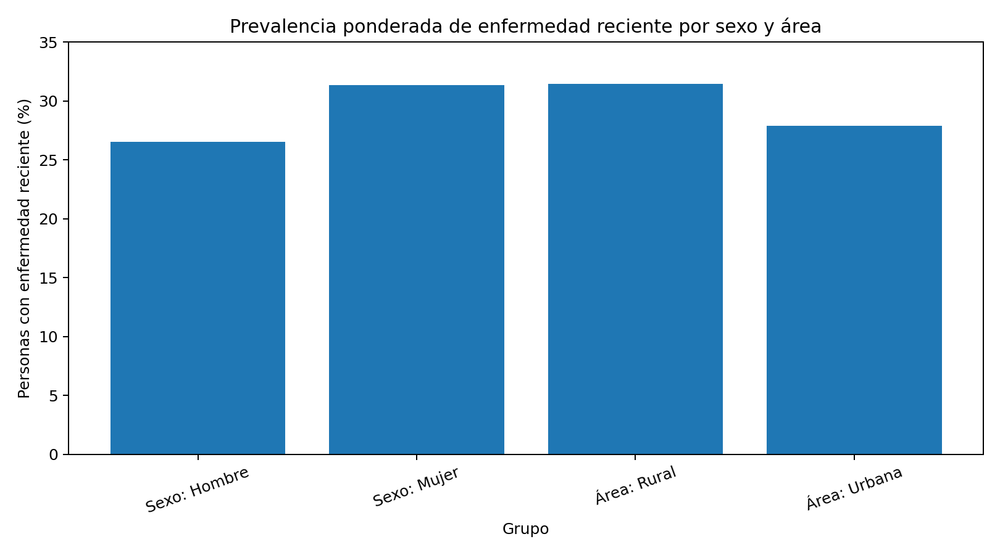 Prevalencia ponderada de enfermedad reciente por sexo y área
Personas con enfermedad reciente (%)
35
30
25
20
15
10
5
0
Sexo: Hombre
Sexo: Mujer
Área: Rural
Área: Urbana
Grupo